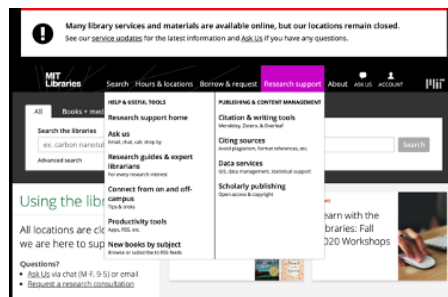 Many library services and materials are available online, but our locations remain closed.
See our service updates for the latest information and Ask Us if you have any questions.
MIT
Libraries
Search Hours & locations Borrow & request Research support About ASK US ACCOUNT
All Books + med
Search the libraries
ex. carbon nanotu
Search
Advanced search
HELP & USEFUL TOOLS
Research support home
Ask us
Email, chat, call, drop by
Research guides & expert
librarians
For every research interest
Connect from on and off-
campus
Tips & tricks
Productivity tools
Apps, RSS, etc.
New books by subject
Browse or subscribe to RSS feeds
PUBLISHING & CONTENT MANAGEMENT
Citation & writing tools
Mendeley, Zotero, & Overleaf
Citing sources
Avoid plagiarism, format references, etc.
Data services
GIS, data management, statistical support
Scholarly publishing
Open access & copyright
Using the libr
All locations are clo
we are here to sup
Questions?
Ask Us via chat (M-F, 9-5) or email
Request a research consultation
earn with the
braries: Fall
020 Workshops